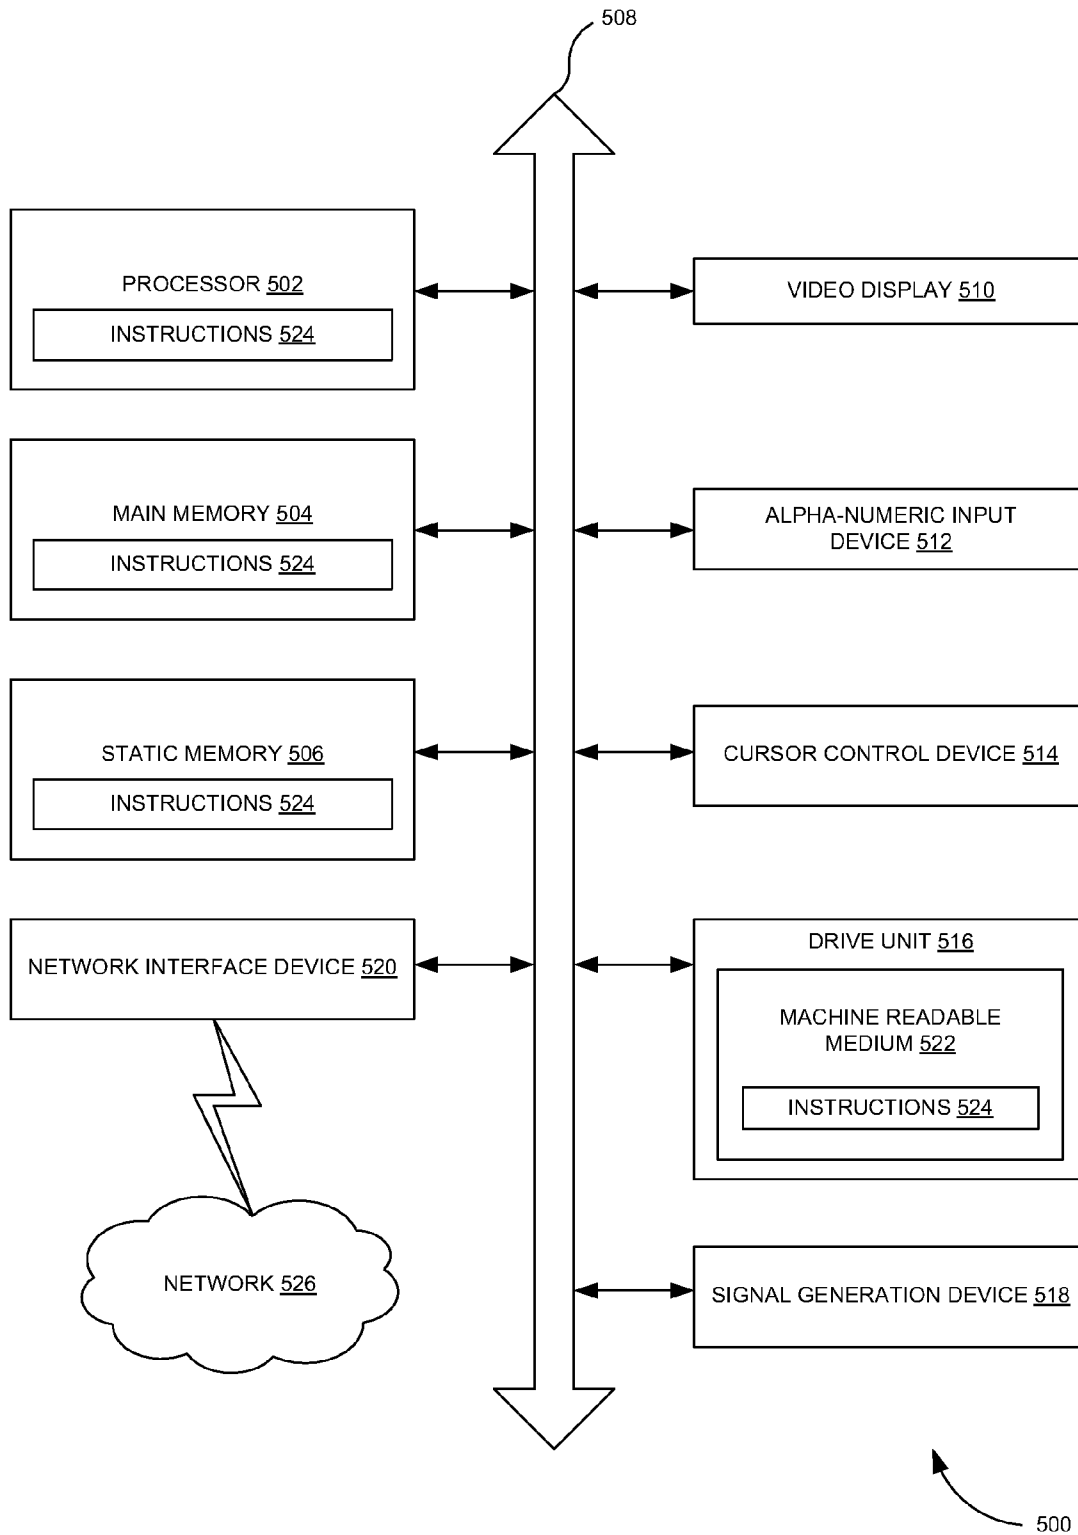 508
PROCESSOR 502
INSTRUCTIONS 524
VIDEO DISPLAY 510
MAIN MEMORY 504
INSTRUCTIONS 524
ALPHA-NUMERIC INPUT
DEVICE 512
STATIC MEMORY 506
INSTRUCTIONS 524
CURSOR CONTROL DEVICE 514
NETWORK INTERFACE DEVICE 520
DRIVE UNIT 516
MACHINE READABLE
MEDIUM 522
INSTRUCTIONS 524
NETWORK 526
SIGNAL GENERATION DEVICE 518
500